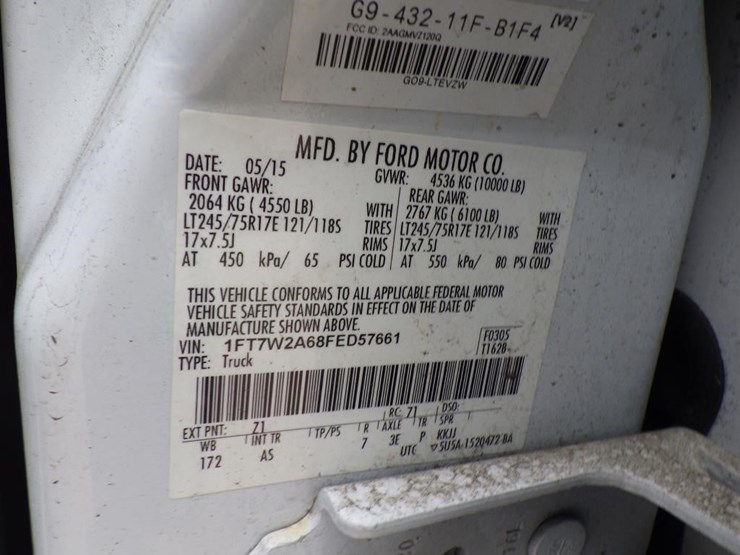 G9-432-11F-B1F4 [V2]
FCC ID: 2AAGMVZ120Q
GO9-LTEVZW
MFD. BY FORD MOTOR CO.
DATE: 05/15 GVWR: 4536 KG (10000 LB)
FRONT GAWR: REAR GAWR:
2064 KG ( 4550 LB) WITH 2767 KG ( 6100 LB) WITH
LT245/75R17E 121/118S TIRES LT245/75R17E 121/118S TIRES
17x7.5J RIMS 17x7.5J RIMS
AT 450 kPa/ 65 PSI COLD AT 550 kPa/ 80 PSI COLD
THIS VEHICLE CONFORMS TO ALL APPLICABLE FEDERAL MOTOR
VEHICLE SAFETY STANDARDS IN EFFECT ON THE DATE OF
MANUFACTURE SHOWN ABOVE.
VIN: 1FT7W2A68FED57661 F0305
TYPE: Truck T1628
EXT PNT: Z1 RC: 71 DSO:
WB INT TR TP/PS R AXLE TR SPR
172 AS 7 3E P KKJJ
UTC 5U5A-1520472-BA